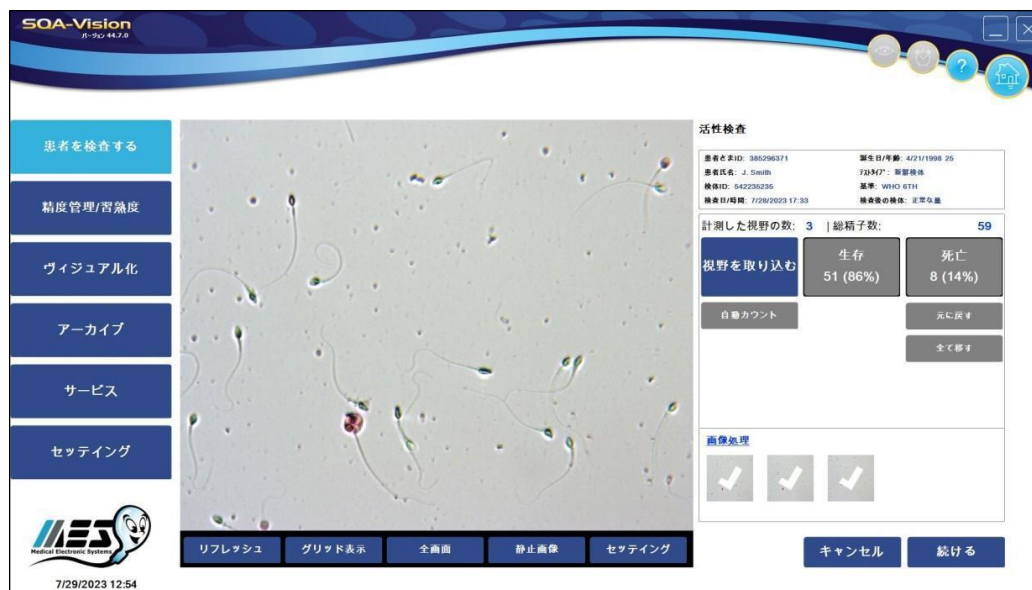 SQA-Vision
バージョン 44.7.0
?
患者を検査する
精度管理/習熟度
ヴィジュアル化
アーカイブ
サービス
セッテイング
MES
Medical Electronic Systems
7/29/2023 12:54
リフレッシュ
グリッド表示
全画面
静止画像
セッテイング
活性検査
患者さまID: 385296371
誕生日/年齢: 4/21/1998 25
患者氏名: J. Smith
テストタイプ: 新鮮検体
検体ID: 542235235
基準: WHO 6TH
検査日/時間: 7/28/2023 17:33
検査後の検体: 正常な量
計測した視野の数: 3 | 総精子数: 59
視野を取り込む
生存
51 (86%)
死亡
8 (14%)
自動カウント
元に戻す
全て移す
画像処理
キャンセル
続ける